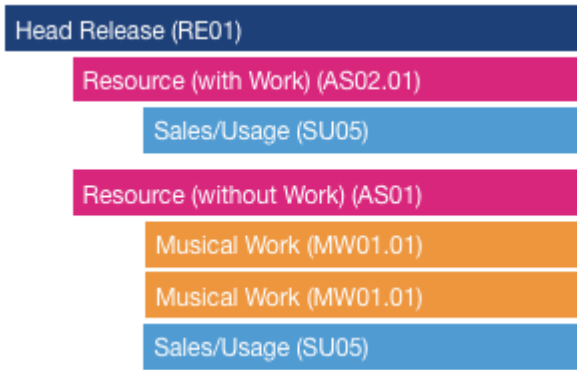 Head Release (RE01)
Resource (with Work) (AS02.01)
Sales/Usage (SU05)
Resource (without Work) (AS01)
Musical Work (MW01.01)
Musical Work (MW01.01)
Sales/Usage (SU05)